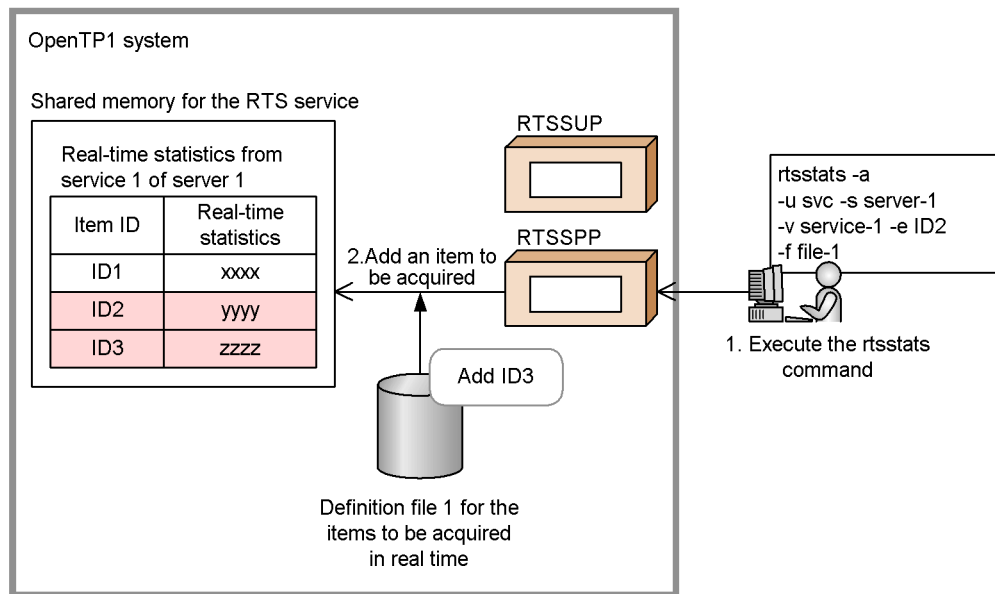 OpenTP1 system
Shared memory for the RTS service
Real-time statistics from
service 1 of server 1
Item ID
Real-time
statistics
ID1
xxxx
ID2
yyyy
ID3
zzzz
RTSSUP
RTSSPP
2.Add an item to
be acquired
Add ID3
Definition file 1 for the
items to be acquired
in real time
rtsstats -a
-u svc -s server-1
-v service-1 -e ID2
-f file-1
1. Execute the rtsstats
command